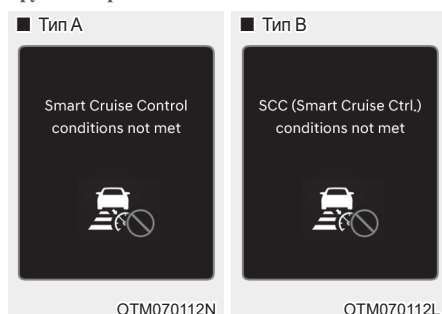 ■ Тип A
Smart Cruise Control
conditions not met
OTM070112N
■ Тип B
SCC (Smart Cruise Ctrl.)
conditions not met
OTM070112L